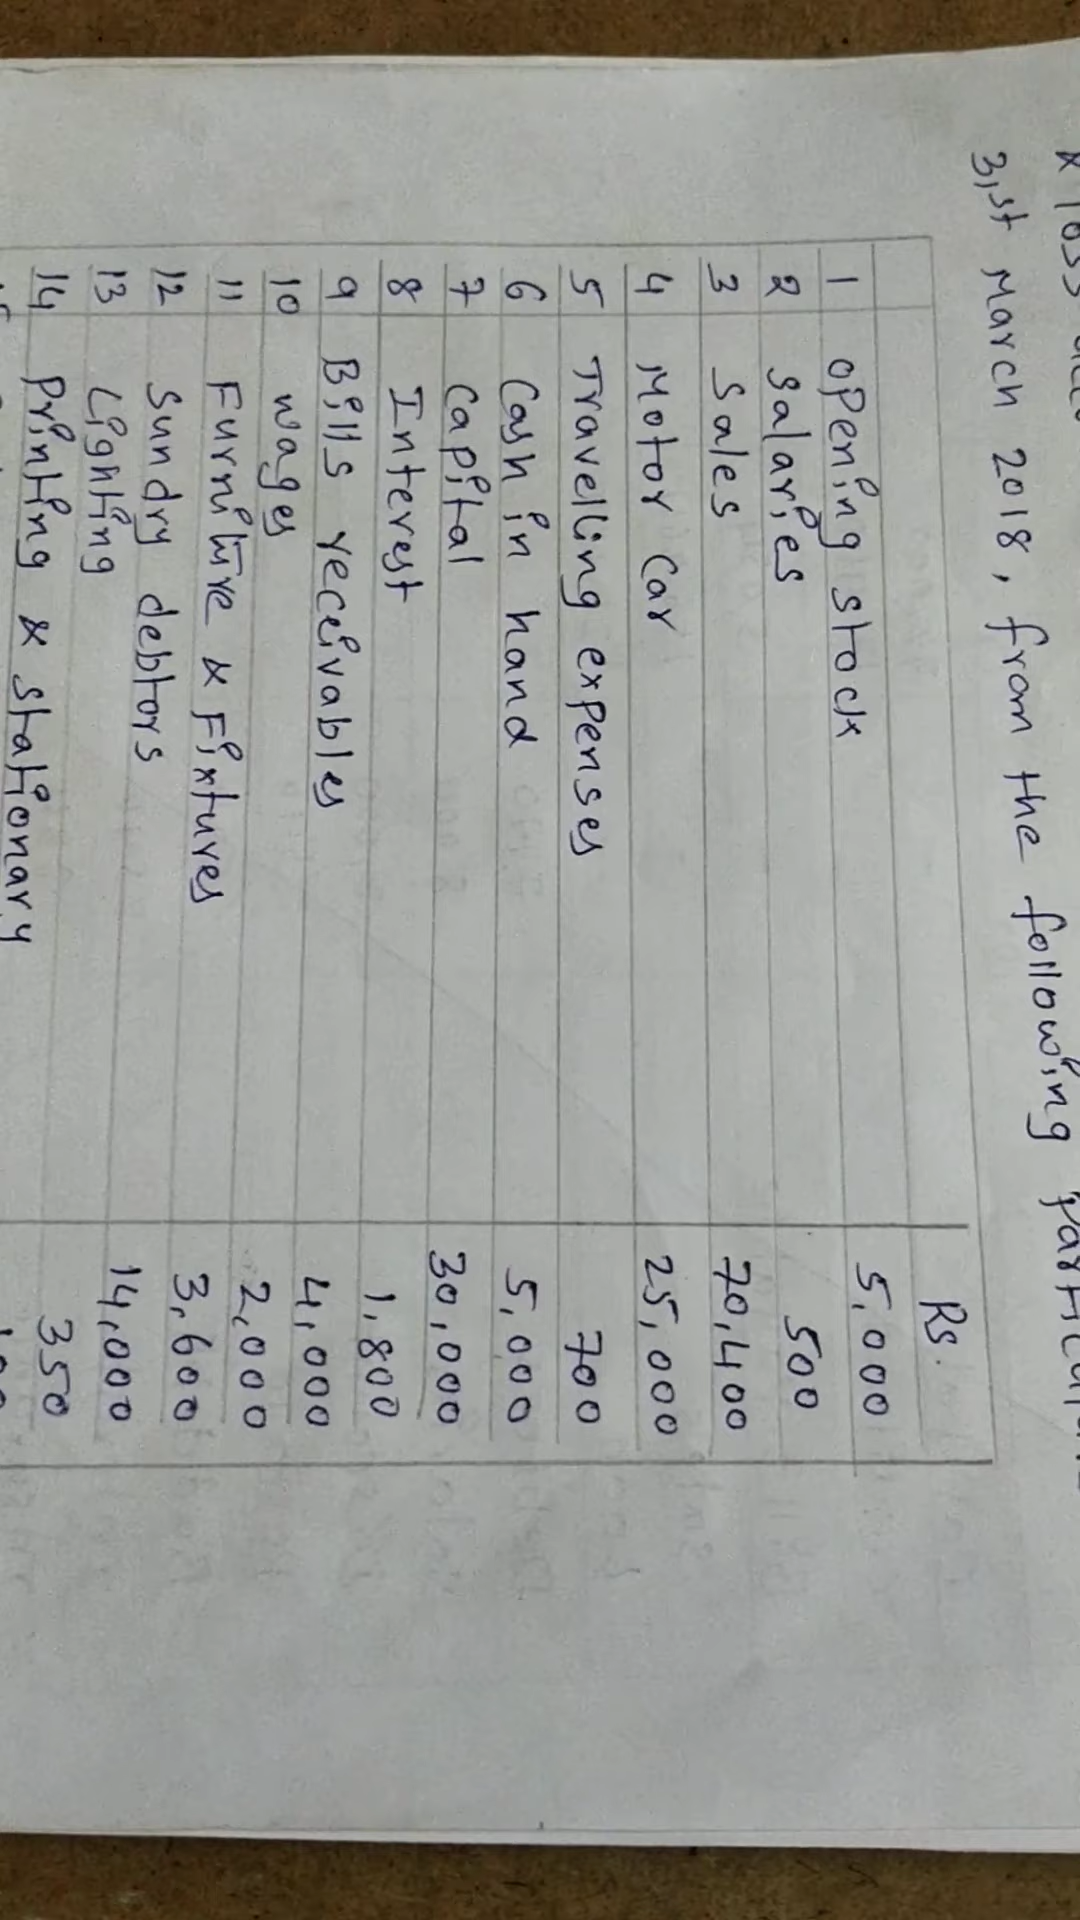 & loss
31st March 2018, from the following
Rs.
1 opening stock 5,000
2 salaries 500
3 Sales 70,400
4 Motor car 25,000
5 Travelling expenses 700
6 Cash in hand 5,000
7 Capital 30,000
8 Interest 1,800
9 Bills receivables 4,000
10 wages 2,000
11 Furniture & Fixtures 3,600
12 Sundry debtors 14,000
13 Lighting 350
14 Printing & stationary